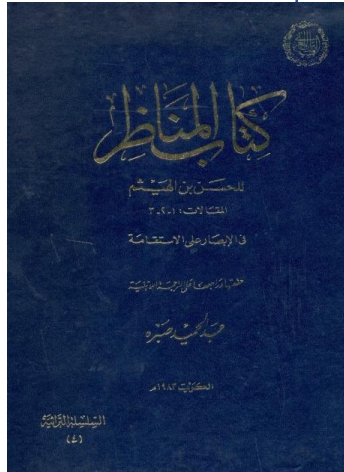 كتاب المناظر
للحسن بن الهيثم
المقالات: ١-٢-٣
في الإبصار على الاستقامة
حققها وراجعها على الترجمة اللاتينية
عبد الحميد صبره
الكويت ١٩٨٣م
السلسلة التراثية
(٤)